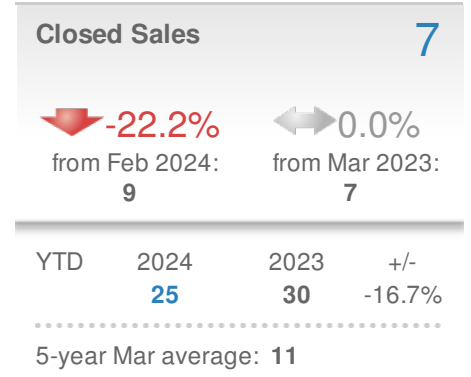 Closed Sales 7
-22.2% 0.0%
from Feb 2024: from Mar 2023:
9 7
YTD 2024 2023 +/-
25 30 -16.7%
5-year Mar average: 11